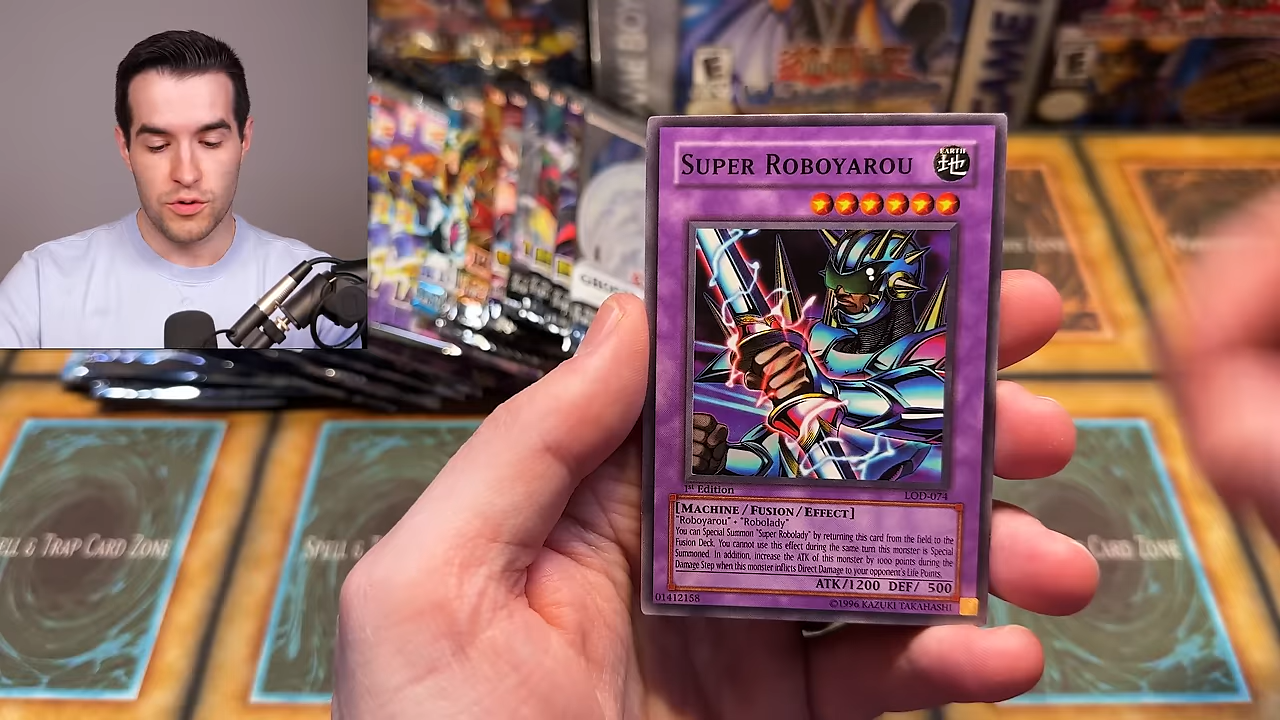 SUPER ROBOYAROU
EARTH
地
1st Edition
LOD-074
[MACHINE/FUSION/EFFECT]
"Roboyarou" + "Robolady"
You can Special Summon "Super Robolady" by returning this card from the field to the
Fusion Deck. You cannot use this effect during the same turn this monster is Special
Summoned. In addition, increase the ATK of this monster by 1000 points during the
Damage Step when this monster inflicts Direct Damage to your opponent's Life Points.
ATK/1200 DEF/ 500
01412158
©1996 KAZUKI TAKAHASHI
E
GAME BOY
GAME
E
ELL & TRAP CARD ZONE
SPELL &
CARD ZONE